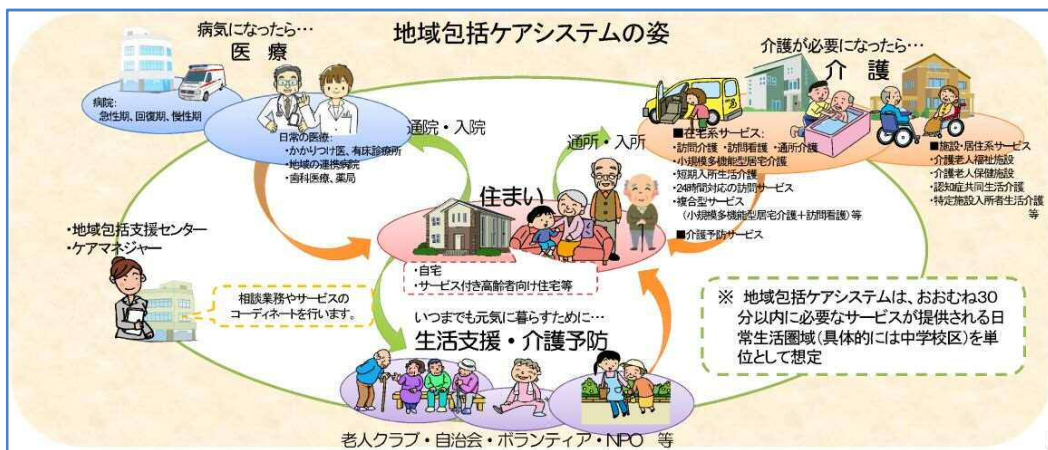 地域包括ケアシステムの姿
病気になったら…
医 療
病院:
急性期、回復期、慢性期
日常の医療:
・かかりつけ医、有床診療所
・地域の連携病院
・歯科医療、薬局
通院・入院
通所・入所
介護が必要になったら…
介 護
■在宅系サービス:
・訪問介護 ・訪問看護 ・通所介護
・小規模多機能型居宅介護
・短期入所生活介護
・24時間対応の訪問サービス
・複合型サービス
(小規模多機能型居宅介護+訪問看護)等
■介護予防サービス
■施設・居住系サービス
・介護老人福祉施設
・介護老人保健施設
・認知症共同生活介護
・特定施設入所者生活介護
等
住まい
・自宅
・サービス付き高齢者向け住宅等
・地域包括支援センター
・ケアマネジャー
相談業務やサービスの
コーディネートを行います。
いつまでも元気に暮らすために…
生活支援・介護予防
老人クラブ・自治会・ボランティア・NPO 等
※ 地域包括ケアシステムは、おおむね30
分以内に必要なサービスが提供される日
常生活圏域(具体的には中学校区)を単
位として想定